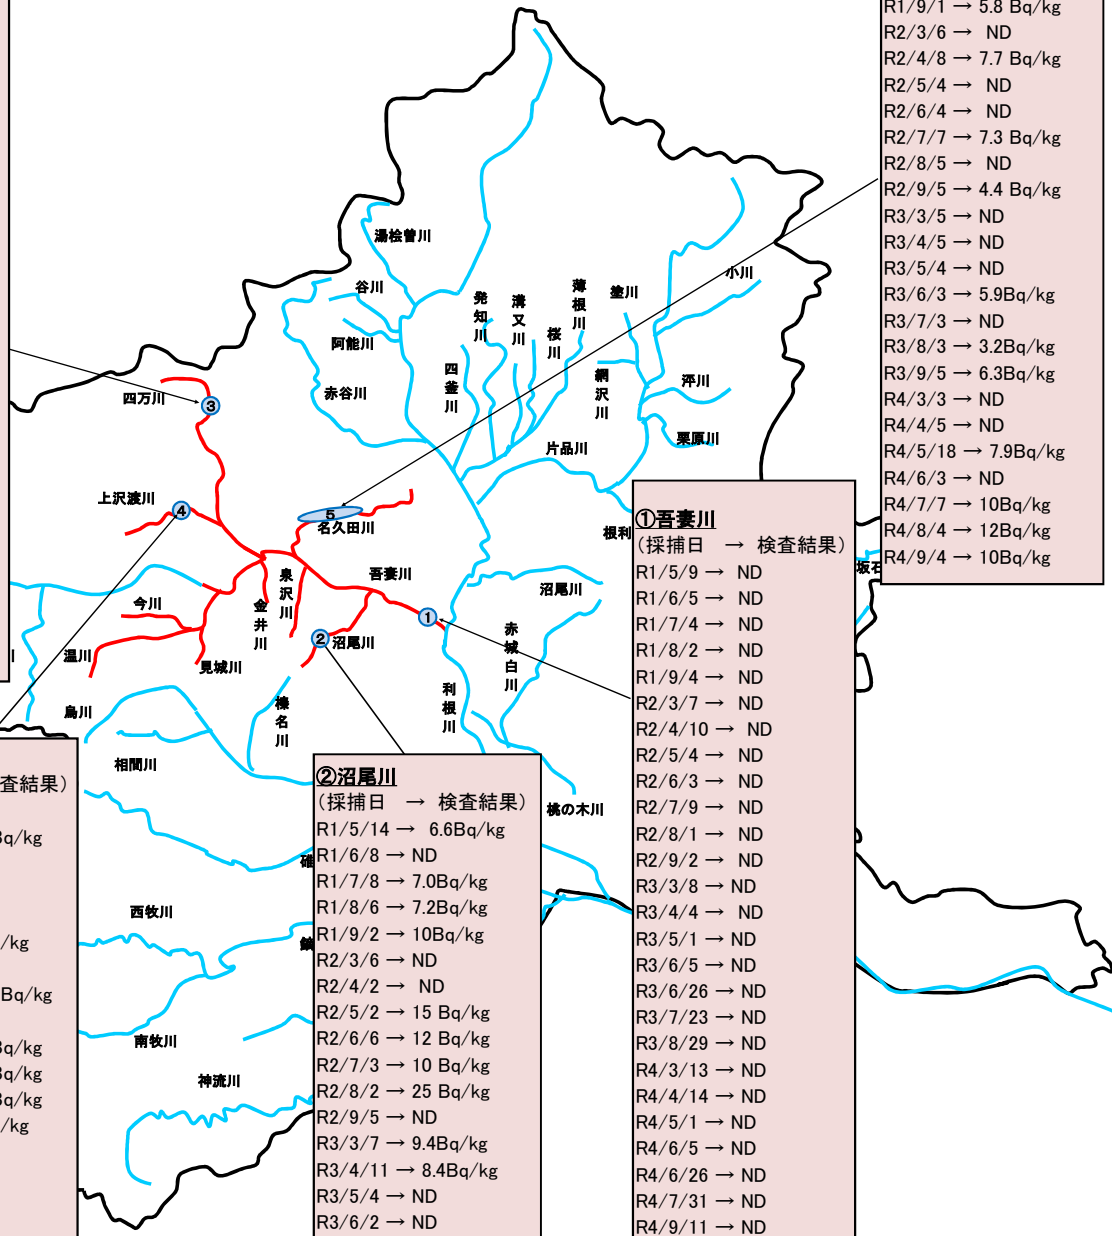 R1/9/1 → 5.8 Bq/kg
R2/3/6 → ND
R2/4/8 → 7.7 Bq/kg
R2/5/4 → ND
R2/6/4 → ND
R2/7/7 → 7.3 Bq/kg
R2/8/5 → ND
R2/9/5 → 4.4 Bq/kg
R3/3/5 → ND
R3/4/5 → ND
R3/5/4 → ND
R3/6/3 → 5.9Bq/kg
R3/7/3 → ND
R3/8/3 → 3.2Bq/kg
R3/9/5 → 6.3Bq/kg
R4/3/3 → ND
R4/4/5 → ND
R4/5/18 → 7.9Bq/kg
R4/6/3 → ND
R4/7/7 → 10Bq/kg
R4/8/4 → 12Bq/kg
R4/9/4 → 10Bq/kg
湯桧曽川
谷川
阿能川
赤谷川
四釜川
発知川
溝又川
桜川
薄根川
塗川
小川
網沢川
泙川
栗原川
片品川
根利
坂石
四万川
③
上沢渡川
④
5
名久田川
吾妻川
①
泉沢川
金井川
今川
温川
見城川
②
沼尾川
沼尾川
赤城白川
利根川
榛名川
烏川
相間川
桃の木川
碓
西牧川
鏑
南牧川
神流川
川
①吾妻川
(採捕日 → 検査結果)
R1/5/9 → ND
R1/6/5 → ND
R1/7/4 → ND
R1/8/2 → ND
R1/9/4 → ND
R2/3/7 → ND
R2/4/10 → ND
R2/5/4 → ND
R2/6/3 → ND
R2/7/9 → ND
R2/8/1 → ND
R2/9/2 → ND
R3/3/8 → ND
R3/4/4 → ND
R3/5/1 → ND
R3/6/5 → ND
R3/6/26 → ND
R3/7/23 → ND
R3/8/29 → ND
R4/3/13 → ND
R4/4/14 → ND
R4/5/1 → ND
R4/6/5 → ND
R4/6/26 → ND
R4/7/31 → ND
R4/9/11 → ND
②沼尾川
(採捕日 → 検査結果)
R1/5/14 → 6.6Bq/kg
R1/6/8 → ND
R1/7/8 → 7.0Bq/kg
R1/8/6 → 7.2Bq/kg
R1/9/2 → 10Bq/kg
R2/3/6 → ND
R2/4/2 → ND
R2/5/2 → 15 Bq/kg
R2/6/6 → 12 Bq/kg
R2/7/3 → 10 Bq/kg
R2/8/2 → 25 Bq/kg
R2/9/5 → ND
R3/3/7 → 9.4Bq/kg
R3/4/11 → 8.4Bq/kg
R3/5/4 → ND
R3/6/2 → ND
査結果)
Bq/kg
/kg
Bq/kg
Bq/kg
Bq/kg
Bq/kg
/kg